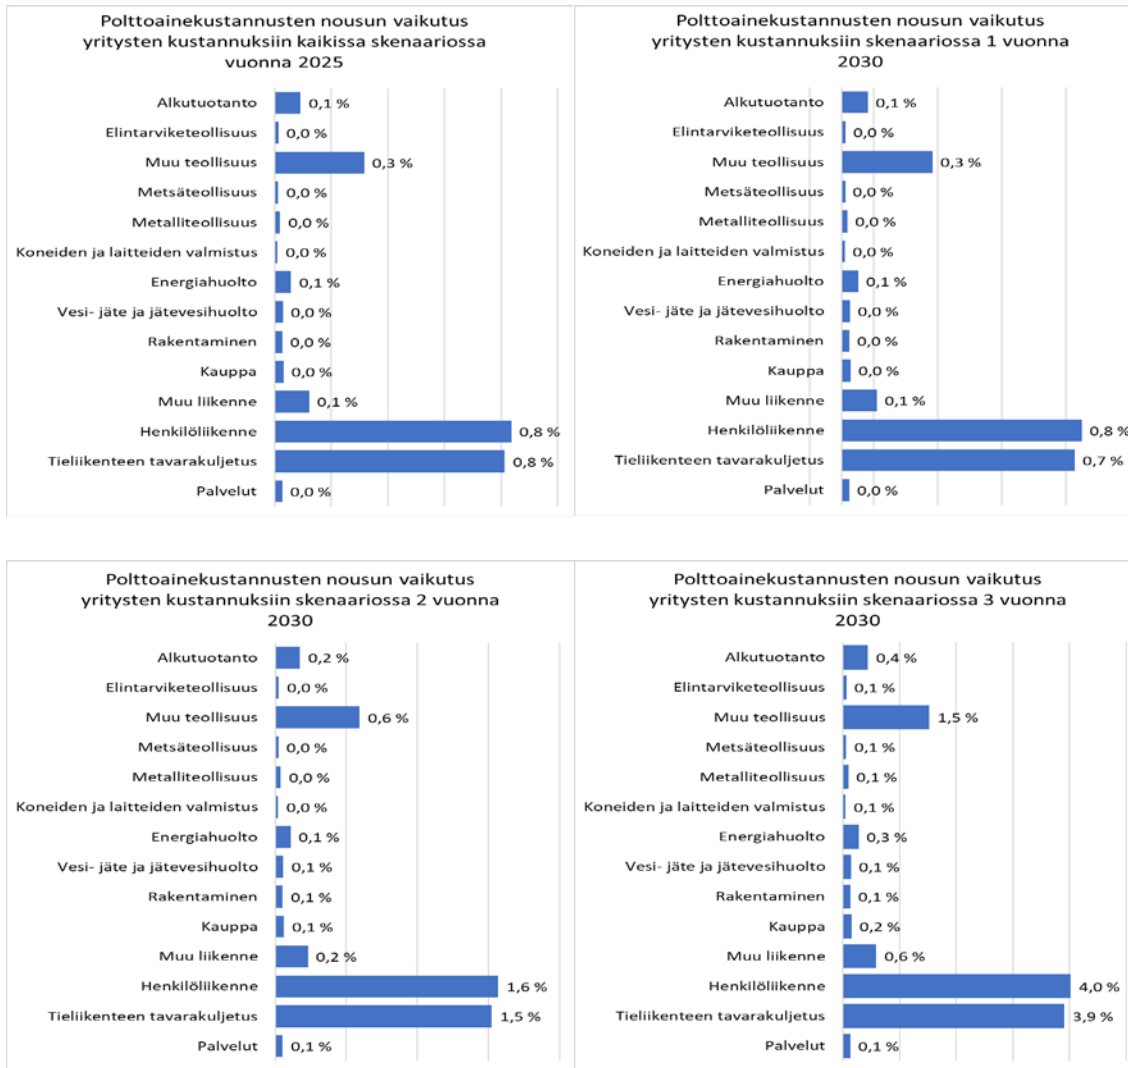 Polttoainekustannusten nousun vaikutus
yritysten kustannuksiin kaikissa skenaariossa
vuonna 2025
Alkutuotanto 0,1 %
Elintarviketeollisuus 0,0 %
Muu teollisuus 0,3 %
Metsäteollisuus 0,0 %
Metalliteollisuus 0,0 %
Koneiden ja laitteiden valmistus 0,0 %
Energiahuolto 0,1 %
Vesi- jäte ja jätevesihuolto 0,0 %
Rakentaminen 0,0 %
Kauppa 0,0 %
Muu liikenne 0,1 %
Henkilöliikenne 0,8 %
Tieliikenteen tavarakuljetus 0,8 %
Palvelut 0,0 %
Polttoainekustannusten nousun vaikutus
yritysten kustannuksiin skenaariossa 1 vuonna
2030
Alkutuotanto 0,1 %
Elintarviketeollisuus 0,0 %
Muu teollisuus 0,3 %
Metsäteollisuus 0,0 %
Metalliteollisuus 0,0 %
Koneiden ja laitteiden valmistus 0,0 %
Energiahuolto 0,1 %
Vesi- jäte ja jätevesihuolto 0,0 %
Rakentaminen 0,0 %
Kauppa 0,0 %
Muu liikenne 0,1 %
Henkilöliikenne 0,8 %
Tieliikenteen tavarakuljetus 0,7 %
Palvelut 0,0 %
Polttoainekustannusten nousun vaikutus
yritysten kustannuksiin skenaariossa 2 vuonna
2030
Alkutuotanto 0,2 %
Elintarviketeollisuus 0,0 %
Muu teollisuus 0,6 %
Metsäteollisuus 0,0 %
Metalliteollisuus 0,0 %
Koneiden ja laitteiden valmistus 0,0 %
Energiahuolto 0,1 %
Vesi- jäte ja jätevesihuolto 0,1 %
Rakentaminen 0,1 %
Kauppa 0,1 %
Muu liikenne 0,2 %
Henkilöliikenne 1,6 %
Tieliikenteen tavarakuljetus 1,5 %
Palvelut 0,1 %
Polttoainekustannusten nousun vaikutus
yritysten kustannuksiin skenaariossa 3 vuonna
2030
Alkutuotanto 0,4 %
Elintarviketeollisuus 0,1 %
Muu teollisuus 1,5 %
Metsäteollisuus 0,1 %
Metalliteollisuus 0,1 %
Koneiden ja laitteiden valmistus 0,1 %
Energiahuolto 0,3 %
Vesi- jäte ja jätevesihuolto 0,1 %
Rakentaminen 0,1 %
Kauppa 0,2 %
Muu liikenne 0,6 %
Henkilöliikenne 4,0 %
Tieliikenteen tavarakuljetus 3,9 %
Palvelut 0,1 %